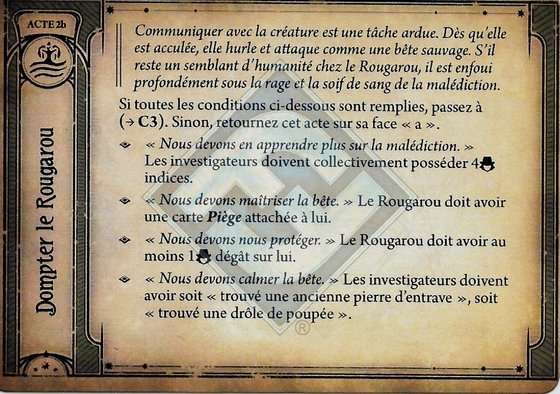 ACTE 2b
Dompter le Rougarou
Communiquer avec la créature est une tâche ardue. Dès qu'elle
est acculée, elle hurle et attaque comme une bête sauvage. S'il
reste un semblant d'humanité chez le Rougarou, il est enfoui
profondément sous la rage et la soif de sang de la malédiction.
Si toutes les conditions ci-dessous sont remplies, passez à
(→ C3). Sinon, retournez cet acte sur sa face « a ».
« Nous devons en apprendre plus sur la malédiction. »
Les investigateurs doivent collectivement posséder 4
indices.
« Nous devons maîtriser la bête. » Le Rougarou doit avoir
une carte Piège attachée à lui.
« Nous devons nous protéger. » Le Rougarou doit avoir au
moins 1 dégât sur lui.
« Nous devons calmer la bête. » Les investigateurs doivent
avoir soit « trouvé une ancienne pierre d'entrave », soit
« trouvé une drôle de poupée ».
®